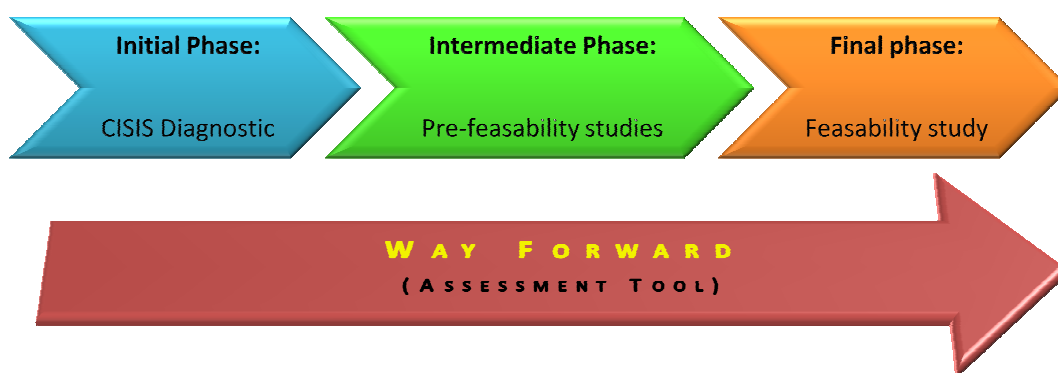 Initial Phase:
CISIS Diagnostic
Intermediate Phase:
Pre-feasability studies
Final phase:
Feasability study
WAY FORWARD
(ASSESSMENT TOOL)